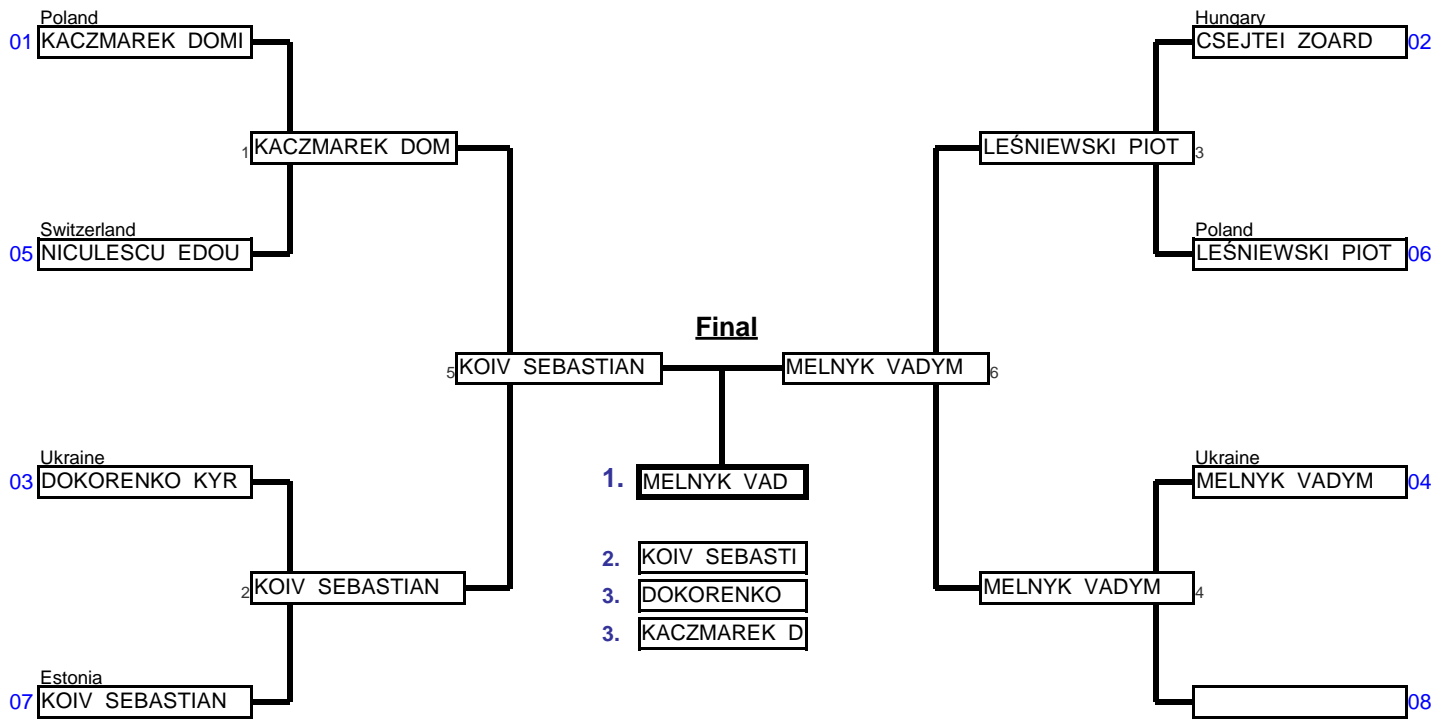 Poland
01 KACZMAREK DOMI
Hungary
CSEJTEI ZOARD 02
1 KACZMAREK DOM
LEŚNIEWSKI PIOT 3
Switzerland
05 NICULESCU EDOU
Poland
LEŚNIEWSKI PIOT 06
Final
5 KOIV SEBASTIAN
MELNYK VADYM 6
Ukraine
03 DOKORENKO KYR
1. MELNYK VAD
Ukraine
MELNYK VADYM 04
2. KOIV SEBASTI
2 KOIV SEBASTIAN
3. DOKORENKO
MELNYK VADYM 4
3. KACZMAREK D
Estonia
07 KOIV SEBASTIAN
08